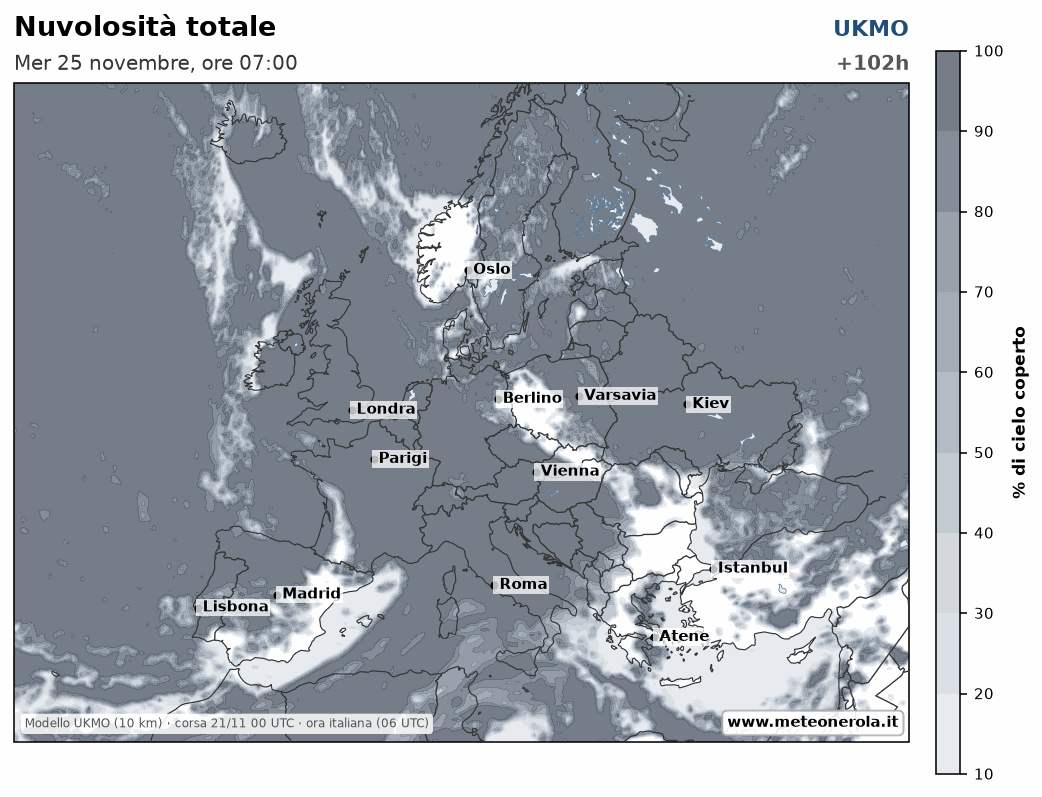 Nuvolosità totale
UKMO
Mer 25 novembre, ore 07:00
+102h
100
90
80
70
60
50
40
30
20
10
% di cielo coperto
Oslo
Berlino
Varsavia
Kiev
Londra
Parigi
Vienna
Istanbul
Roma
Madrid
Lisbona
Atene
Modello UKMO (10 km) · corsa 21/11 00 UTC · ora italiana (06 UTC)
www.meteonerola.it